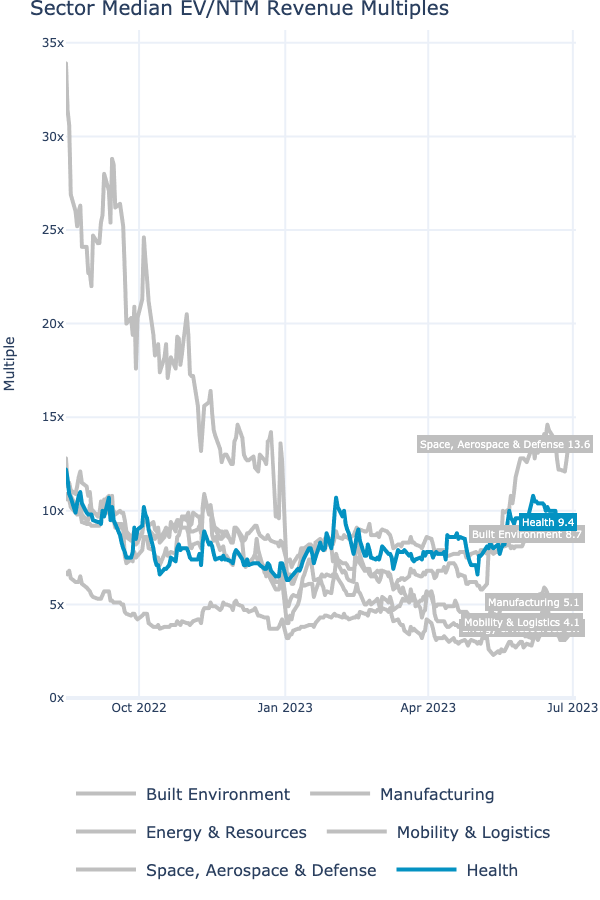 Sector Median EV/NTM Revenue Multiples
35x
30x
25x
20x
15x
10x
5x
0x
Multiple
Space, Aerospace & Defense 13.6
Health 9.4
Built Environment 8.7
Manufacturing 5.1
Mobility & Logistics 4.1
Energy & Resources
Oct 2022
Jan 2023
Apr 2023
Jul 2023
Built Environment
Manufacturing
Energy & Resources
Mobility & Logistics
Space, Aerospace & Defense
Health